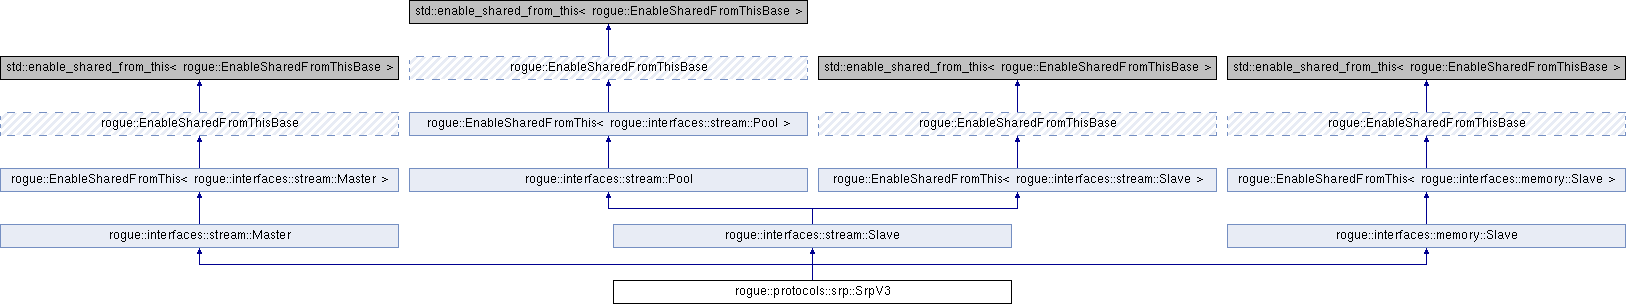 std::enable_shared_from_this< rogue::EnableSharedFromThisBase >
std::enable_shared_from_this< rogue::EnableSharedFromThisBase >
rogue::EnableSharedFromThisBase
std::enable_shared_from_this< rogue::EnableSharedFromThisBase >
std::enable_shared_from_this< rogue::EnableSharedFromThisBase >
rogue::EnableSharedFromThisBase
rogue::EnableSharedFromThis< rogue::interfaces::stream::Pool >
rogue::EnableSharedFromThisBase
rogue::EnableSharedFromThisBase
rogue::EnableSharedFromThis< rogue::interfaces::stream::Master >
rogue::interfaces::stream::Pool
rogue::EnableSharedFromThis< rogue::interfaces::stream::Slave >
rogue::EnableSharedFromThis< rogue::interfaces::memory::Slave >
rogue::interfaces::stream::Master
rogue::interfaces::stream::Slave
rogue::interfaces::memory::Slave
rogue::protocols::srp::SrpV3